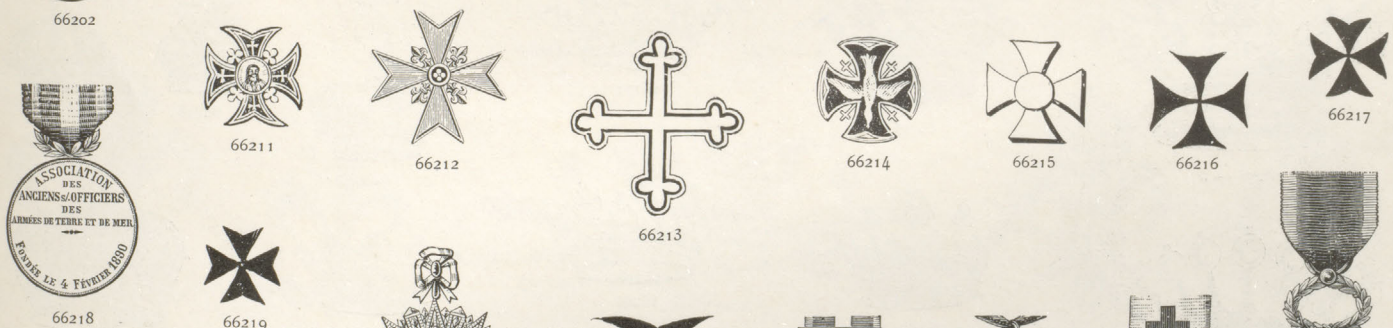 66202
66211
66212
66213
66214
66215
66216
66217
ASSOCIATION
DES
ANCIENS s/. OFFICIERS
DES
ARMÉES DE TERRE ET DE MER
FONDÉE LE 4 FÉVRIER 1890
66218
66219